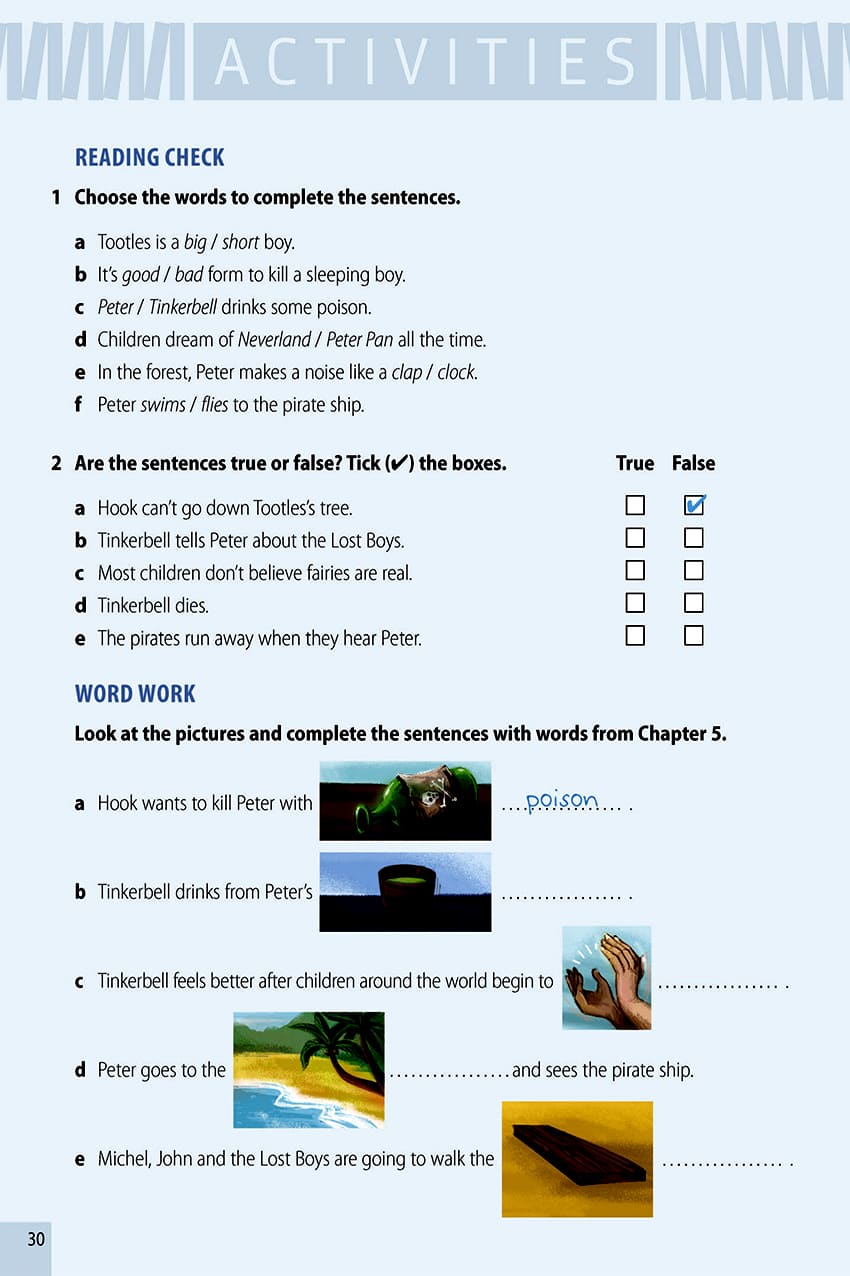 ACTIVITIES
READING CHECK
1 Choose the words to complete the sentences.
a Tootles is a big / short boy.
b It's good / bad form to kill a sleeping boy.
c Peter / Tinkerbell drinks some poison.
d Children dream of Neverland / Peter Pan all the time.
e In the forest, Peter makes a noise like a clap / clock.
f Peter swims / flies to the pirate ship.
2 Are the sentences true or false? Tick (✔) the boxes. True False
a Hook can't go down Tootles's tree. ☐ ☑
b Tinkerbell tells Peter about the Lost Boys. ☐ ☐
c Most children don't believe fairies are real. ☐ ☐
d Tinkerbell dies. ☐ ☐
e The pirates run away when they hear Peter. ☐ ☐
WORD WORK
Look at the pictures and complete the sentences with words from Chapter 5.
a Hook wants to kill Peter with ....poison.... .
b Tinkerbell drinks from Peter's ................. .
c Tinkerbell feels better after children around the world begin to ................. .
d Peter goes to the ................. and sees the pirate ship.
e Michel, John and the Lost Boys are going to walk the ................. .
30